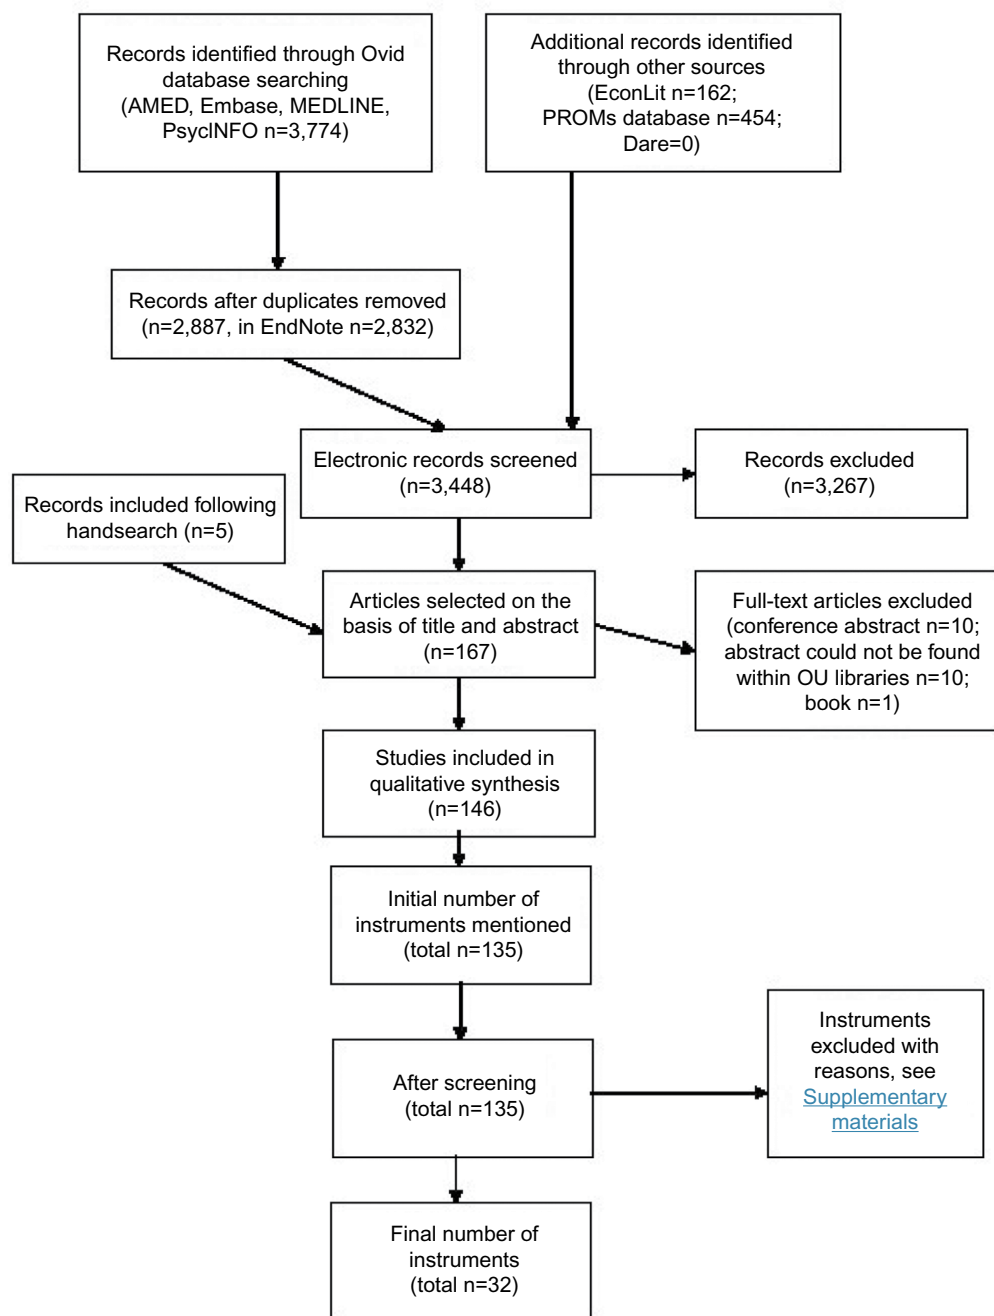 Records identified through Ovid
database searching
(AMED, Embase, MEDLINE,
PsycINFO n=3,774)
Additional records identified
through other sources
(EconLit n=162;
PROMs database n=454;
Dare=0)
Records after duplicates removed
(n=2,887, in EndNote n=2,832)
Electronic records screened
(n=3,448)
Records excluded
(n=3,267)
Records included following
handsearch (n=5)
Articles selected on the
basis of title and abstract
(n=167)
Full-text articles excluded
(conference abstract n=10;
abstract could not be found
within OU libraries n=10;
book n=1)
Studies included in
qualitative synthesis
(n=146)
Initial number of
instruments mentioned
(total n=135)
After screening
(total n=135)
Instruments
excluded with
reasons, see
Supplementary
materials
Final number of
instruments
(total n=32)